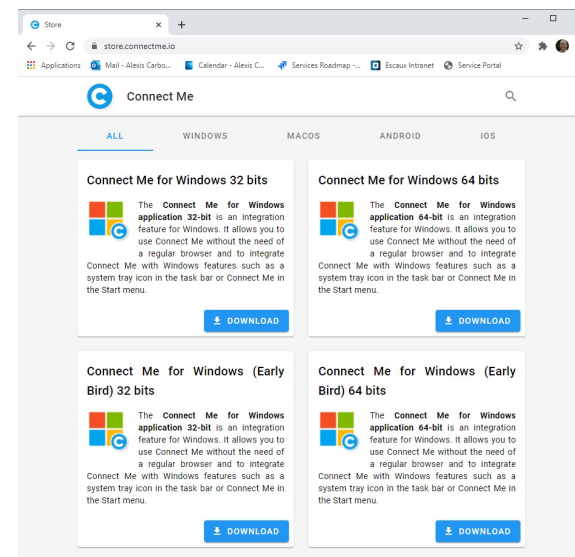 Store
store.connectme.io
Applications Mail - Alexis Carbo... Calendar - Alexis C... Services Roadmap -... Escaux Intranet Service Portal
Connect Me
ALL WINDOWS MACOS ANDROID IOS
Connect Me for Windows 32 bits
The Connect Me for Windows
application 32-bit is an integration
feature for Windows. It allows you to
use Connect Me without the need of
a regular browser and to integrate
Connect Me with Windows features such as a
system tray icon in the task bar or Connect Me in
the Start menu.
DOWNLOAD
Connect Me for Windows 64 bits
The Connect Me for Windows
application 64-bit is an integration
feature for Windows. It allows you to
use Connect Me without the need of
a regular browser and to integrate
Connect Me with Windows features such as a
system tray icon in the task bar or Connect Me in
the Start menu.
DOWNLOAD
Connect Me for Windows (Early
Bird) 32 bits
The Connect Me for Windows
application 32-bit is an integration
feature for Windows. It allows you to
use Connect Me without the need of
a regular browser and to integrate
Connect Me with Windows features such as a
system tray icon in the task bar or Connect Me in
the Start menu.
DOWNLOAD
Connect Me for Windows (Early
Bird) 64 bits
The Connect Me for Windows
application 64-bit is an integration
feature for Windows. It allows you to
use Connect Me without the need of
a regular browser and to integrate
Connect Me with Windows features such as a
system tray icon in the task bar or Connect Me in
the Start menu.
DOWNLOAD